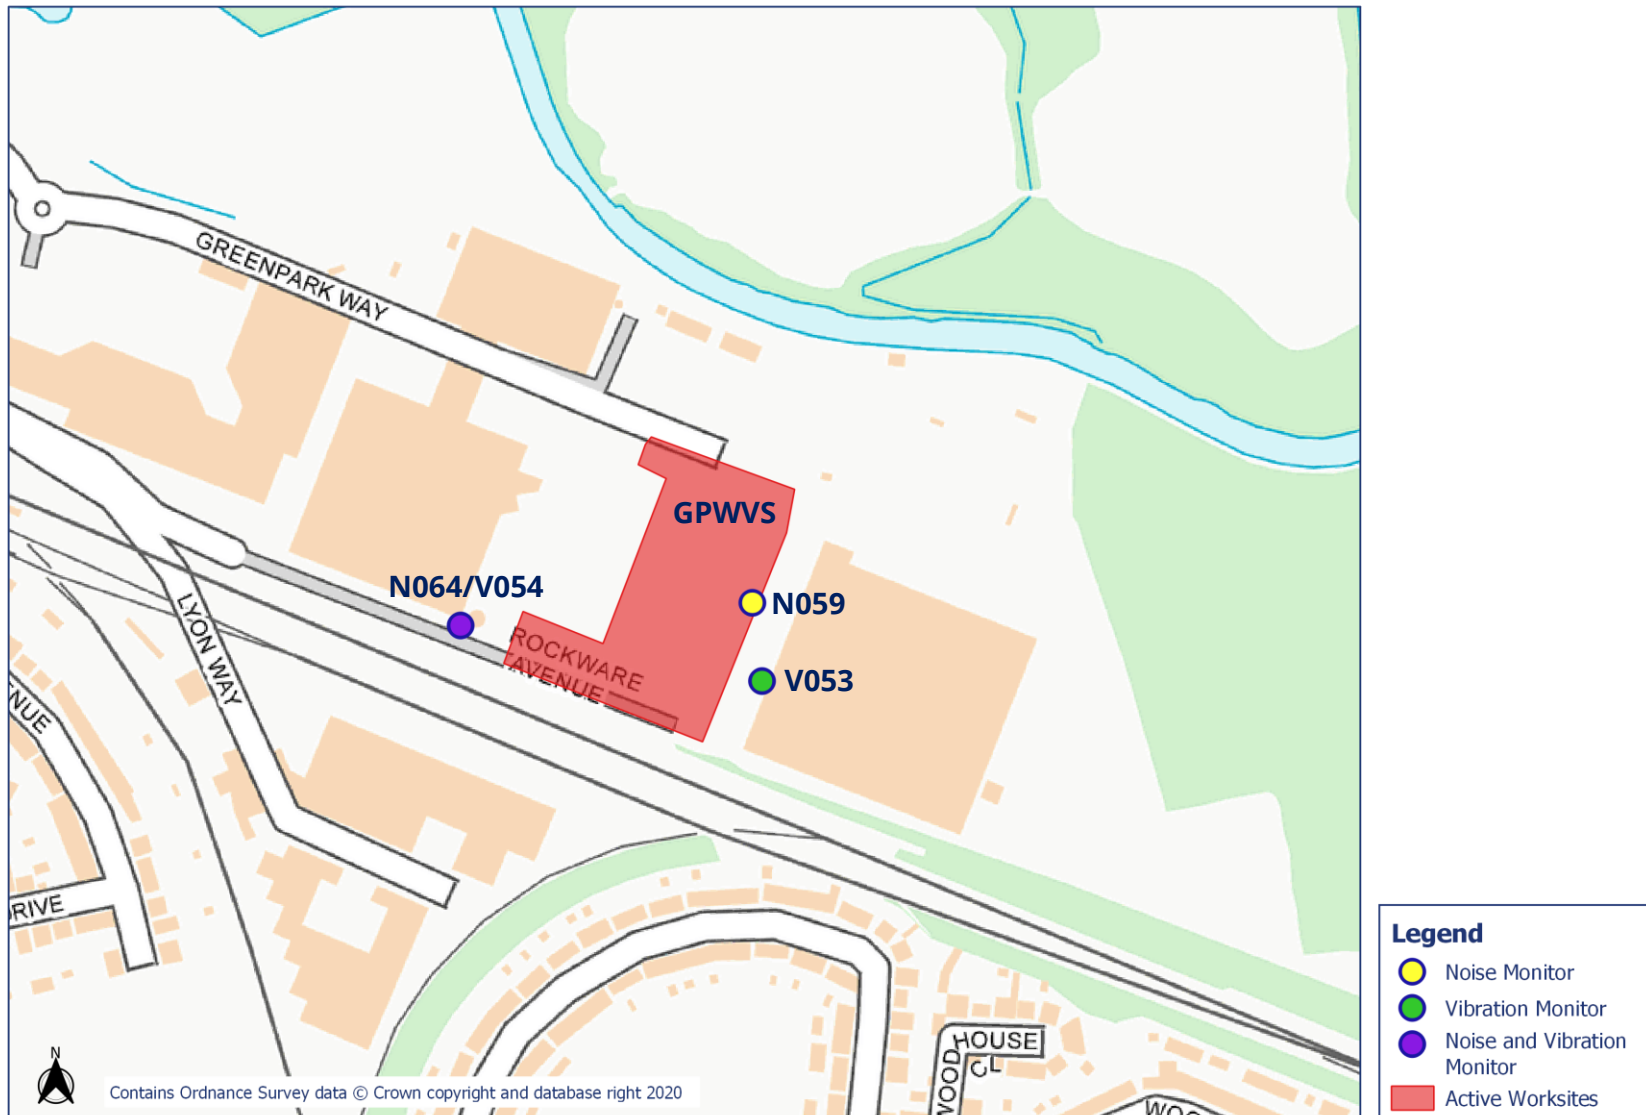 GREENPARK WAY
GPWVS
N064/V054
N059
LYON WAY
ROCKWARE
AVENUE
V053
NUE
RIVE
HOUSE
CL
WOOD
WOO
N
Contains Ordnance Survey data © Crown copyright and database right 2020
Legend
Noise Monitor
Vibration Monitor
Noise and Vibration
Monitor
Active Worksites